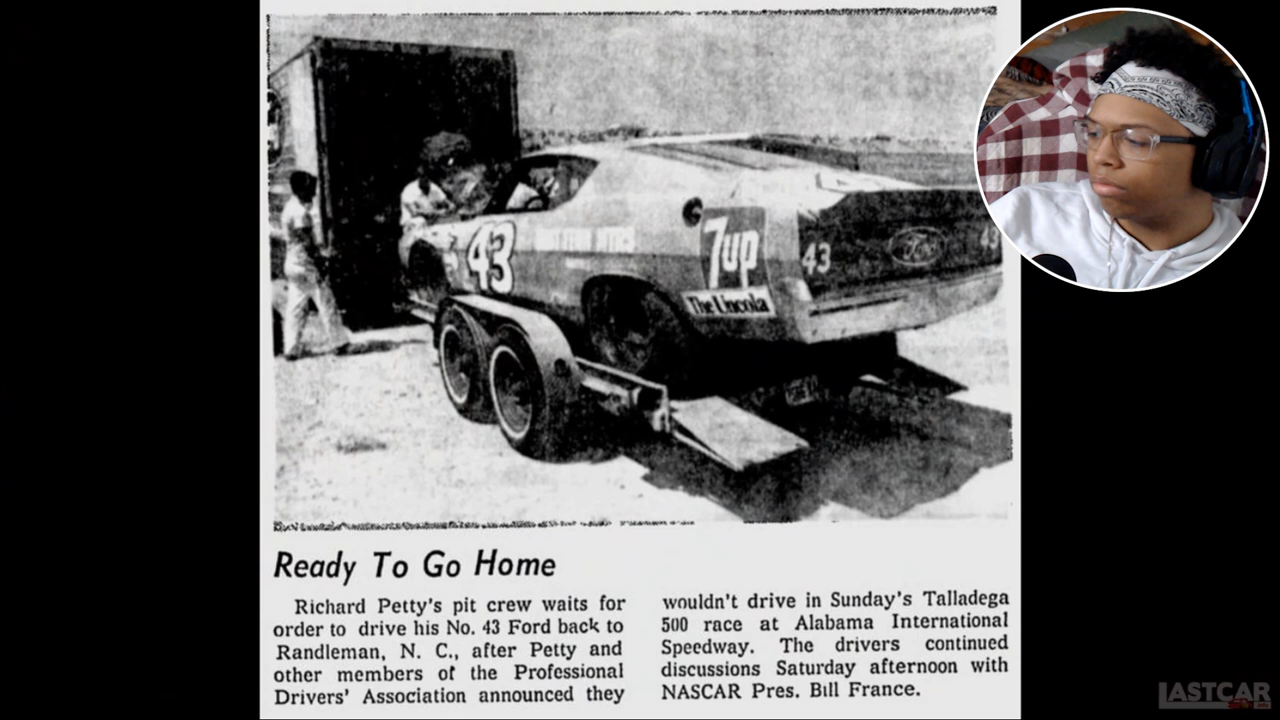 43
7up
The Uncola
43
Ford
43
Ready To Go Home
Richard Petty's pit crew waits for
order to drive his No. 43 Ford back to
Randleman, N. C., after Petty and
other members of the Professional
Drivers' Association announced they
wouldn't drive in Sunday's Talladega
500 race at Alabama International
Speedway. The drivers continued
discussions Saturday afternoon with
NASCAR Pres. Bill France.
LASTCAR